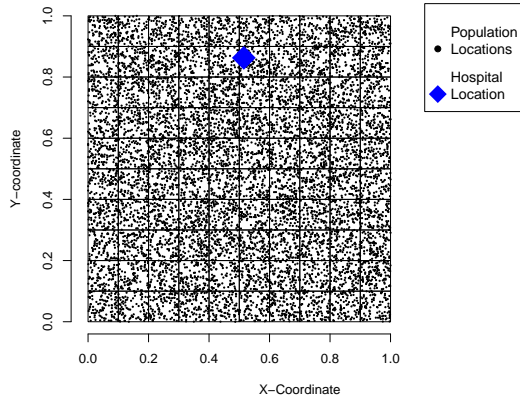 1.0
0.8
0.6
0.4
0.2
0.0
Y−coordinate
0.0 0.2 0.4 0.6 0.8 1.0
X−Coordinate
Population
Locations
Hospital
Location